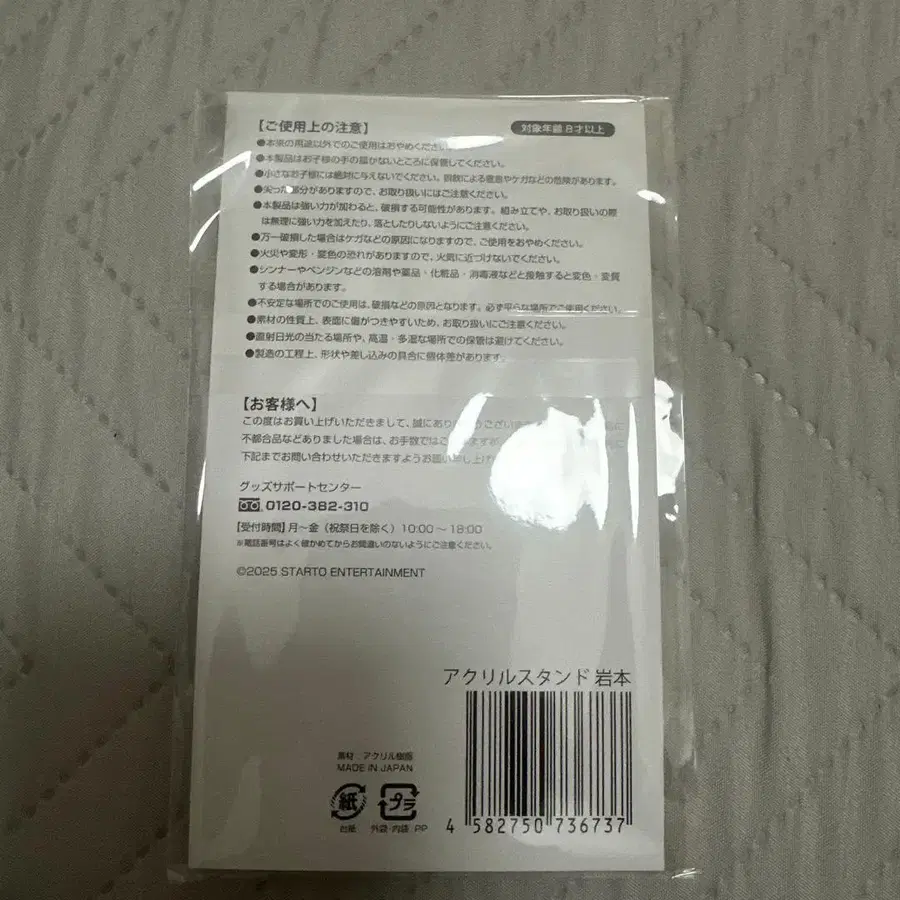 【ご使用上の注意】
対象年齢8才以上
●本来の用途以外でのご使用はおやめください
●本製品はお子様の手の届かないところに保管してください。
●小さなお子様には絶対に与えないでください。誤飲による窒息やケガなどの危険があります。
●尖った部分がありますので、お取り扱いにはご注意ください。
●本製品は強い力が加わると、破損する可能性があります。組み立てや、お取り扱いの際
は無理に強い力を加えたり、落としたりしないようにご注意ください。
●万一破損した場合はケガなどの原因になりますので、ご使用をおやめください。
●火災や変形・変色の恐れがありますので、火気に近づけないでください。
●シンナーやベンジンなどの溶剤や薬品・化粧品・消毒液などと接触すると変色・変質
する場合があります。
●不安定な場所でのご使用は、破損などの原因となります。必ず平らな場所でご使用ください。
●素材の性質上、表面に傷がつきやすいため、お取り扱いにご注意ください。
●直射日光の当たる場所や、高温・多湿な場所での保管は避けてください。
●製造の工程上、形状や差し込みの具合に個体差があります。
【お客様へ】
この度はお買い上げいただきまして、誠にあり
不都合品などありました場合は、お手数ではご
下記までお問い合わせいただきますようお願い申し上げ
グッズサポートセンター
0120-382-310
【受付時間】月～金（祝祭日を除く）10:00～18:00
※電話番号はよく確かめてからお間違いのないようにご注意ください。
©2025 STARTO ENTERTAINMENT
アクリルスタンド 岩本
素材：アクリル樹脂
MADE IN JAPAN
紙
プラ
台紙
外袋・内袋 PP
4 582750 736737